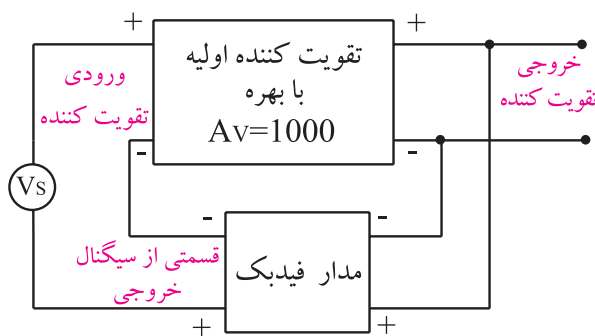 +
+
تقویت کننده اولیه
با بهره
Av=1000
ورودی
تقویت کننده
خروجی
تقویت کننده
-
-
Vs
-
-
قسمتی از سیگنال
خروجی
مدار فیدبک
+
+